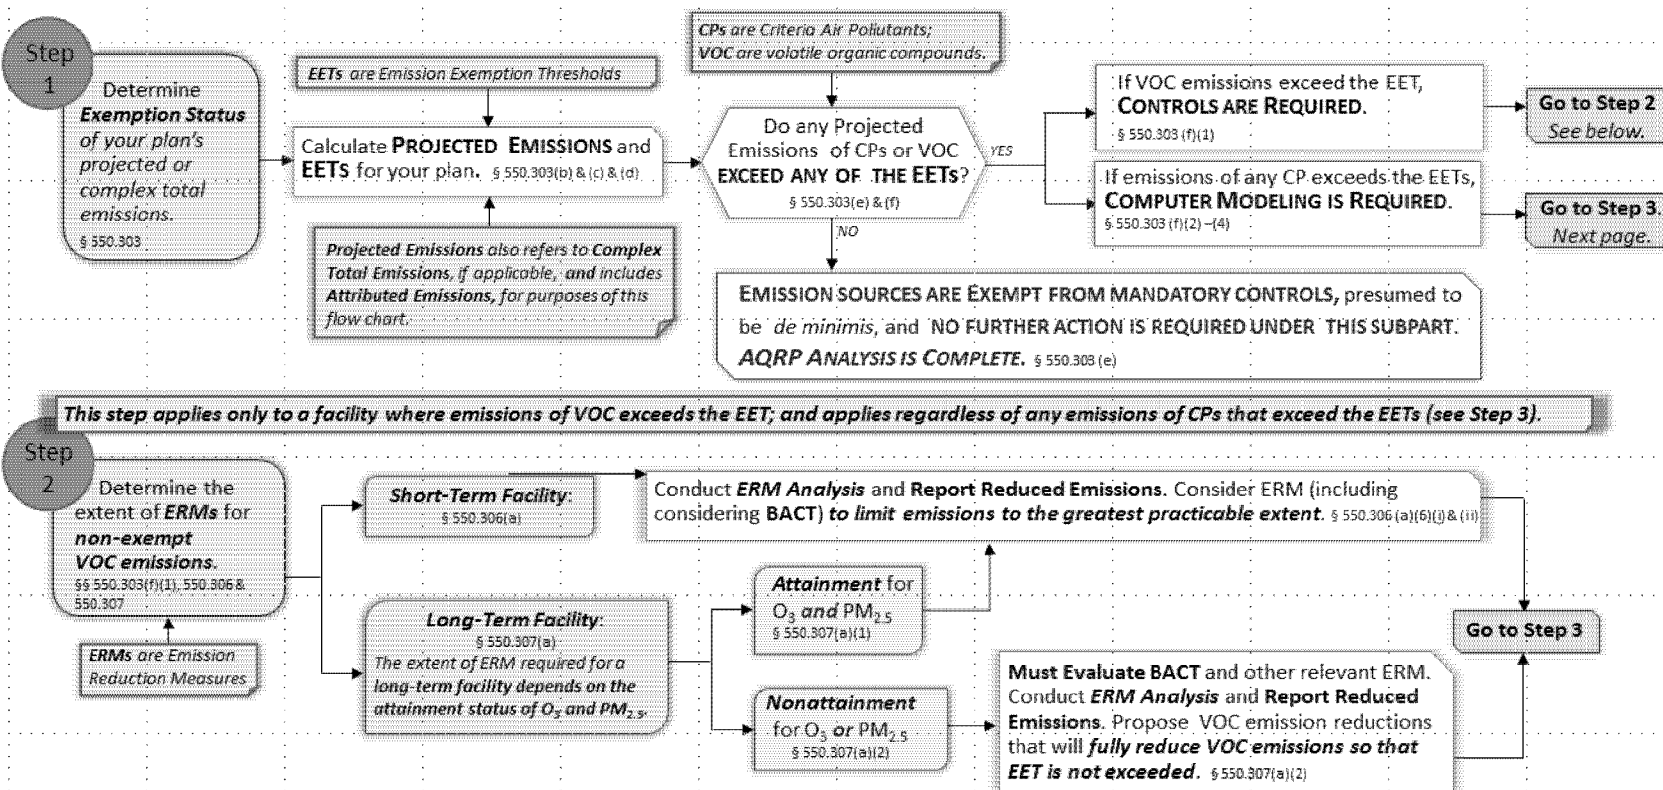 Step
1
Determine
Exemption Status
of your plan's
projected or
complex total
emissions.
§ 550.303
EETs are Emission Exemption Thresholds
Calculate PROJECTED EMISSIONS and
EETS for your plan. § 550.303(b) & (c) & (d)
Projected Emissions also refers to Complex
Total Emissions, if applicable, and includes
Attributed Emissions, for purposes of this
flow chart.
CPs are Criteria Air Pollutants;
VOC are volatile organic compounds.
Do any Projected
Emissions of CPs or VOC
EXCEED ANY OF THE EETS?
§ 550.303(e) & (f)
YES
NO
If VOC emissions exceed the EET,
CONTROLS ARE REQUIRED.
§ 550.303 (f)(1)
Go to Step 2
See below.
If emissions of any CP exceeds the EETs,
COMPUTER MODELING IS REQUIRED.
§ 550.303 (f)(2) –(4)
Go to Step 3.
Next page.
EMISSION SOURCES ARE EXEMPT FROM MANDATORY CONTROLS, presumed to
be de minimis, and NO FURTHER ACTION IS REQUIRED UNDER THIS SUBPART.
AQRP ANALYSIS IS COMPLETE. § 550.303 (e)
This step applies only to a facility where emissions of VOC exceeds the EET; and applies regardless of any emissions of CPs that exceed the EETs (see Step 3).
Step
2
Determine the
extent of ERMs for
non-exempt
VOC emissions.
§§ 550.303(f)(1), 550.306 &
550.307
ERMs are Emission
Reduction Measures
Short-Term Facility:
§ 550.306(a)
Conduct ERM Analysis and Report Reduced Emissions. Consider ERM (including
considering BACT) to limit emissions to the greatest practicable extent. § 550.306 (a)(6)(i) & (ii)
Long-Term Facility:
§ 550.307(a)
The extent of ERM required for a
long-term facility depends on the
attainment status of O3 and PM2.5.
Attainment for
O3 and PM2.5
§ 550.307(a)(1)
Nonattainment
for O3 or PM2.5
§ 550.307(a)(2)
Must Evaluate BACT and other relevant ERM.
Conduct ERM Analysis and Report Reduced
Emissions. Propose VOC emission reductions
that will fully reduce VOC emissions so that
EET is not exceeded. § 550.307(a)(2)
Go to Step 3